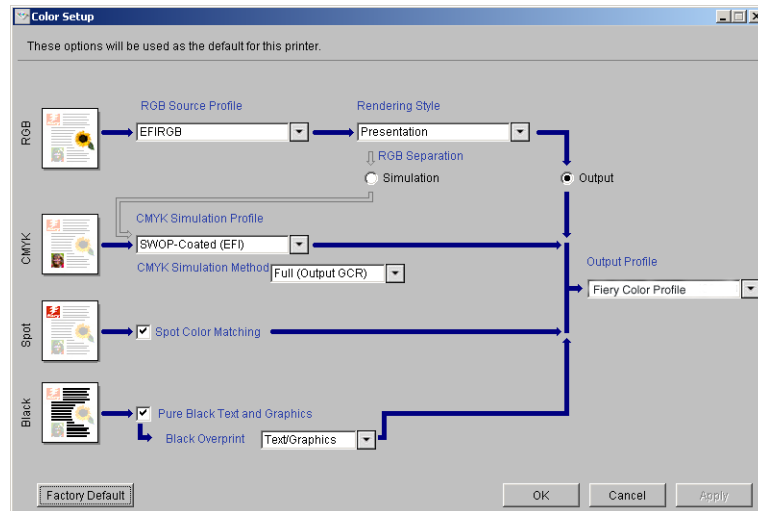 Color Setup
These options will be used as the default for this printer.
RGB
RGB Source Profile
Rendering Style
EFIRGB
Presentation
RGB Separation
Simulation
Output
CMYK
CMYK Simulation Profile
SWOP-Coated (EFI)
CMYK Simulation Method
Full (Output GCR)
Output Profile
Fiery Color Profile
Spot
Spot Color Matching
Black
Pure Black Text and Graphics
Black Overprint
Text/Graphics
Factory Default
OK
Cancel
Apply